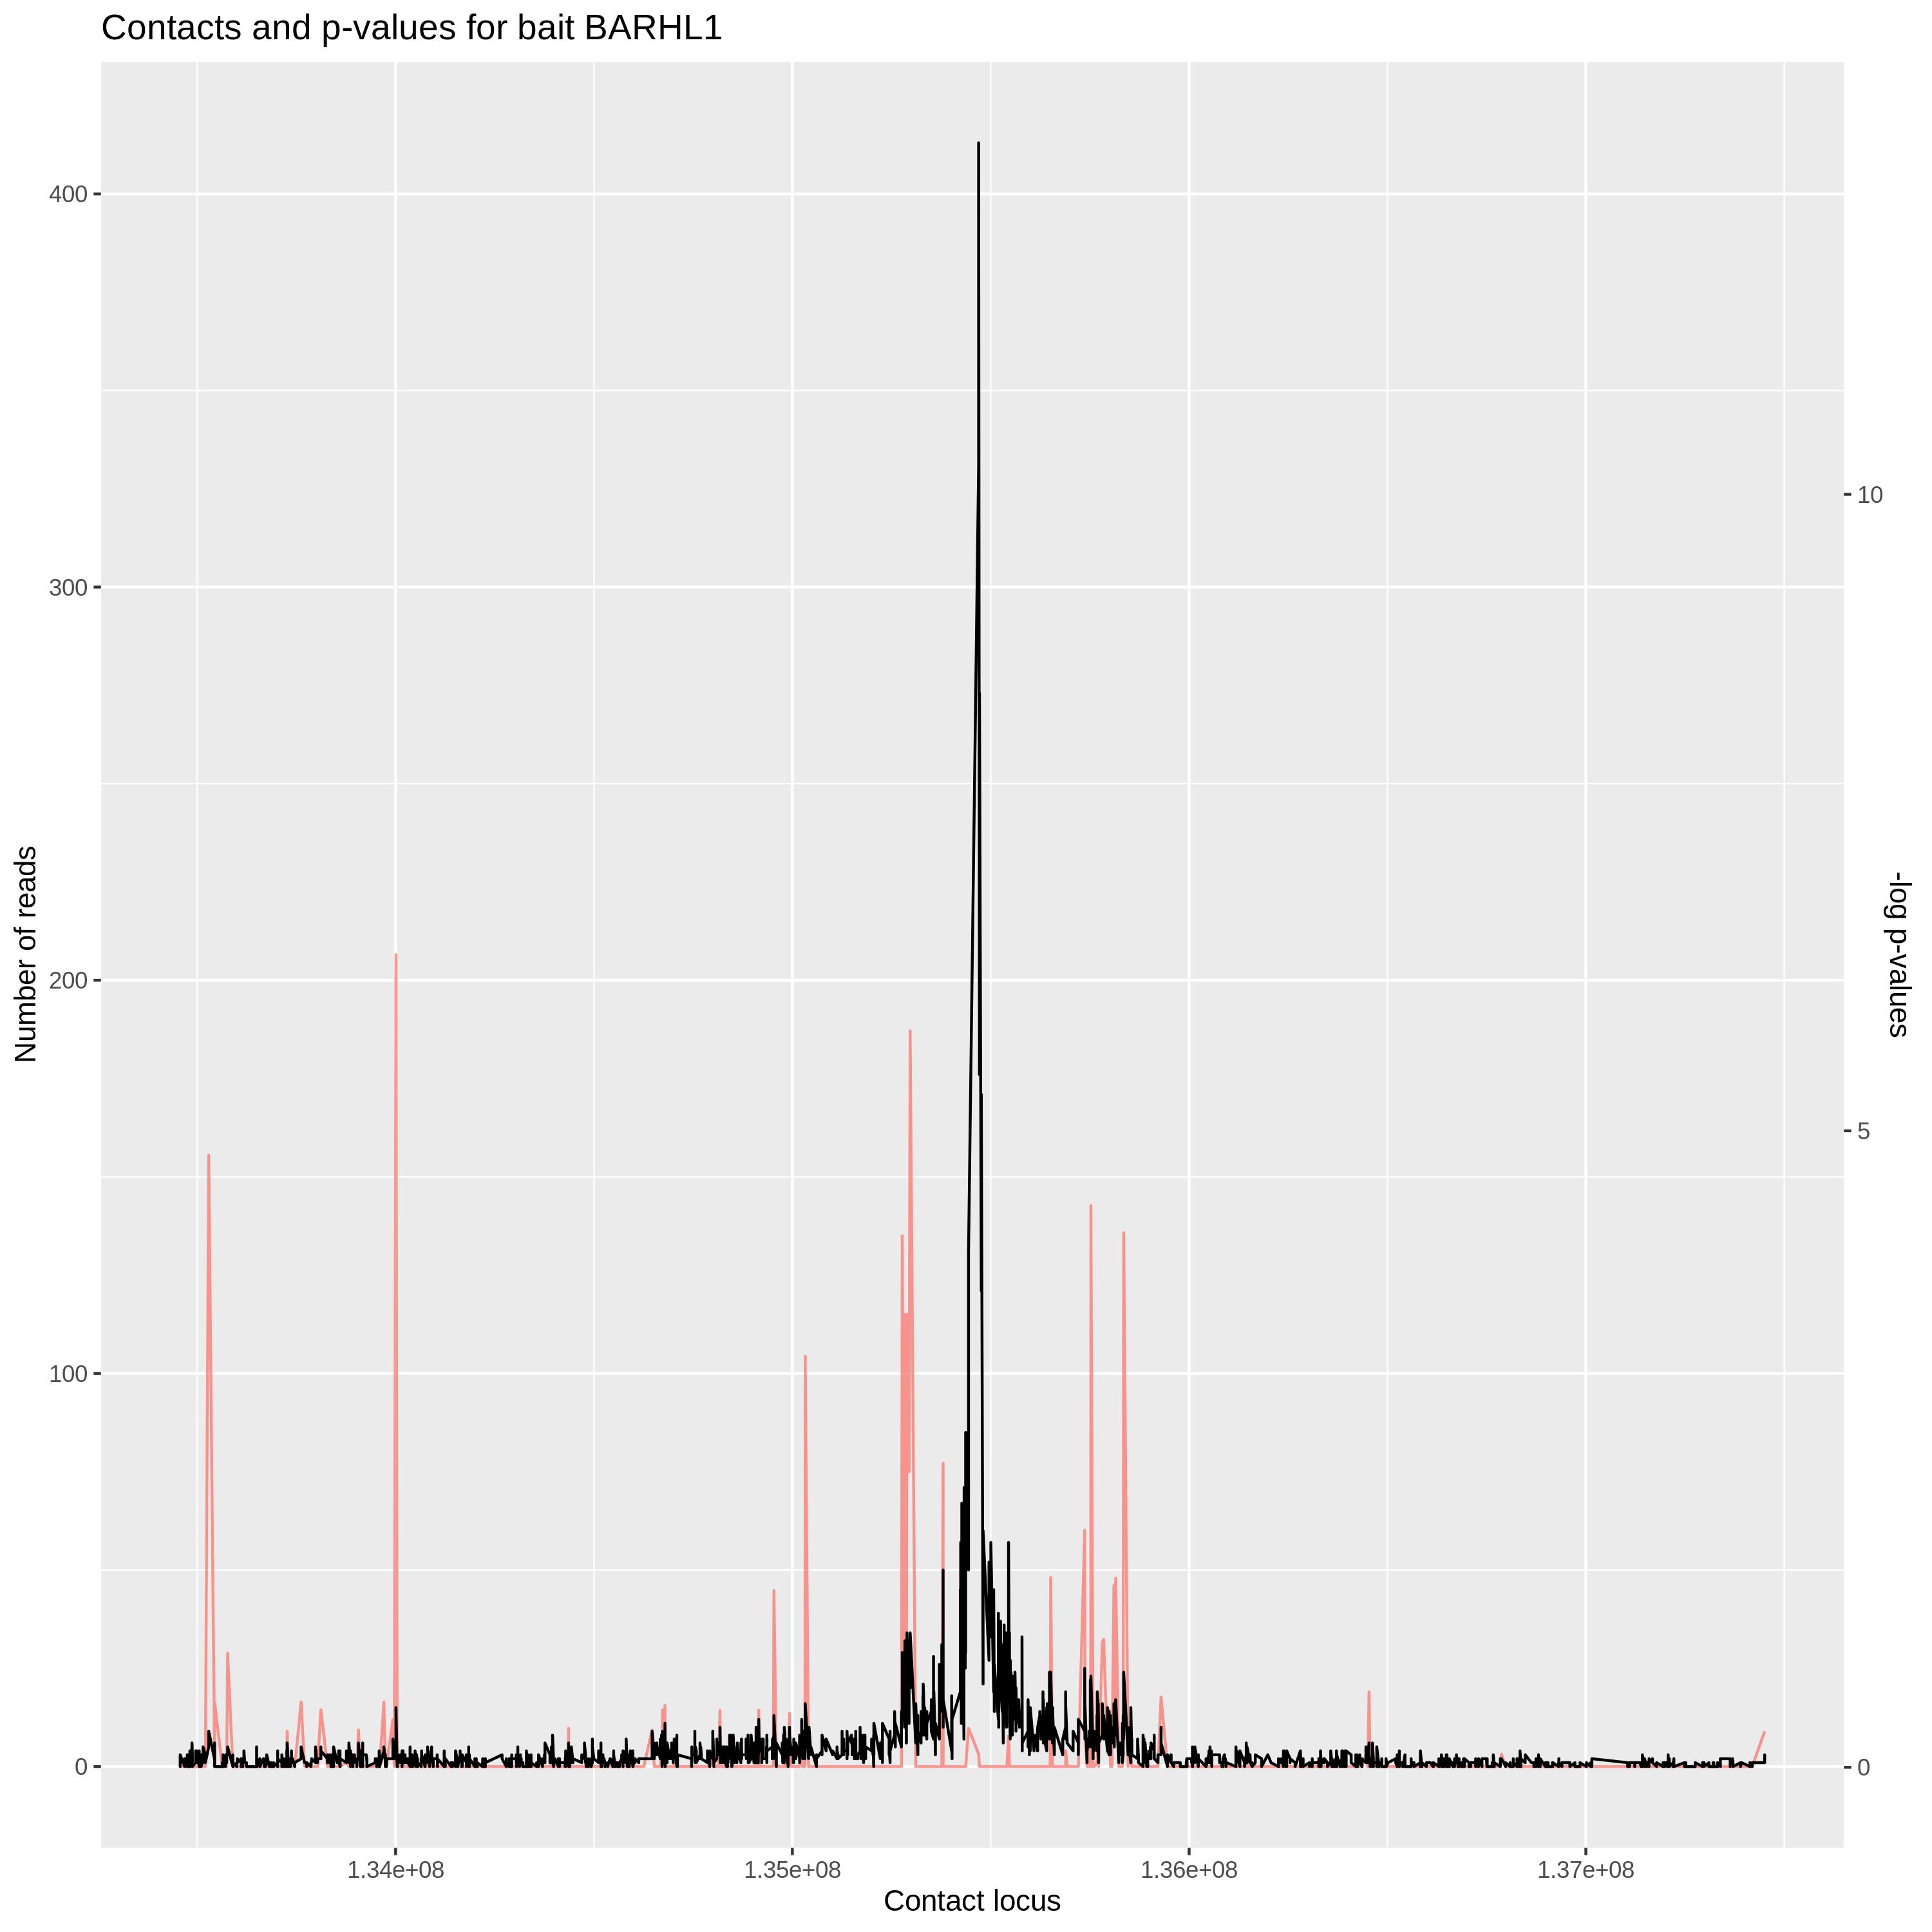 Contacts and p-values for bait BARHL1
400
300
200
100
0
Number of reads
10
5
0
-log p-values
1.34e+08
1.35e+08
1.36e+08
1.37e+08
Contact locus